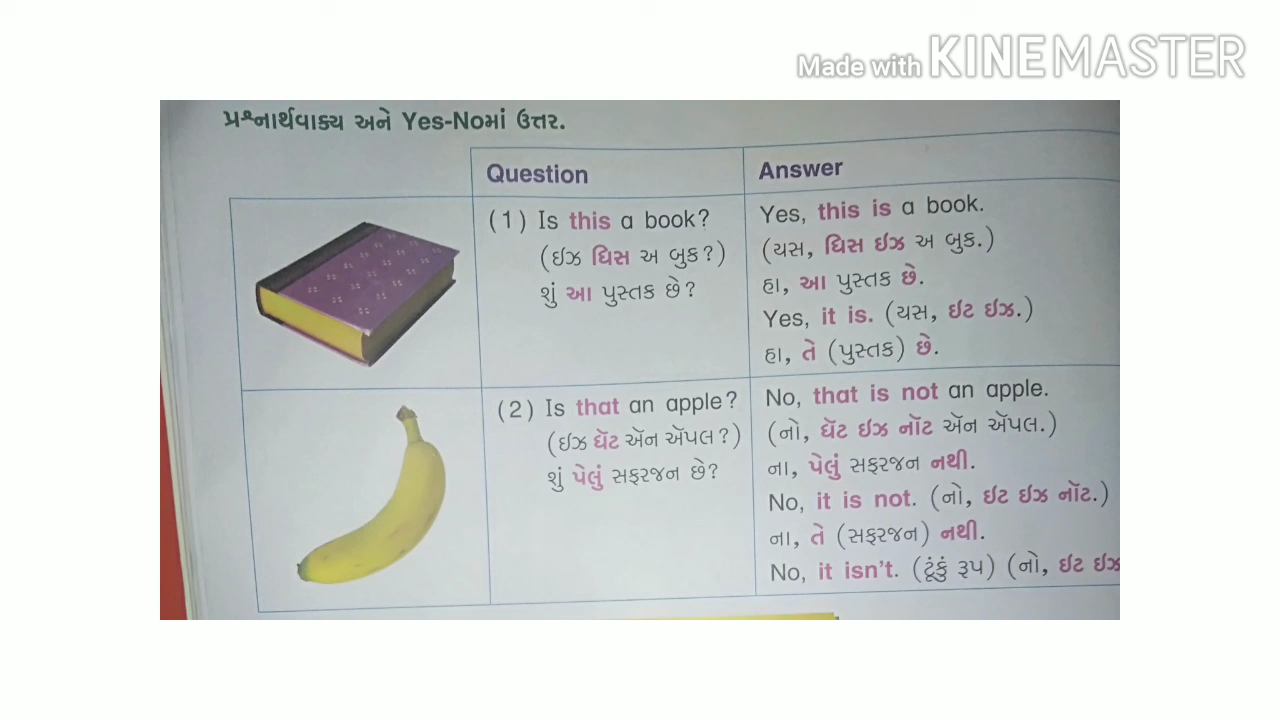 Made with KINEMASTER
પ્રશ્નાર્થવાક્ય અને Yes-Noમાં ઉત્તર.
Question
Answer
(1) Is this a book?
(ઇઝ ધિસ અ બુક?)
શું આ પુસ્તક છે?
Yes, this is a book.
(યસ, ધિસ ઇઝ અ બુક.)
હા, આ પુસ્તક છે.
Yes, it is. (યસ, ઇટ ઇઝ.)
હા, તે (પુસ્તક) છે.
(2) Is that an apple?
(ઇઝ ધૅટ ઍન ઍપલ?)
શું પેલું સફરજન છે?
No, that is not an apple.
(નો, ધૅટ ઇઝ નૉટ ઍન ઍપલ.)
ના, પેલું સફરજન નથી.
No, it is not. (નો, ઇટ ઇઝ નૉટ.)
ના, તે (સફરજન) નથી.
No, it isn't. (ટૂંકું રૂપ) (નો, ઇટ ઇઝ